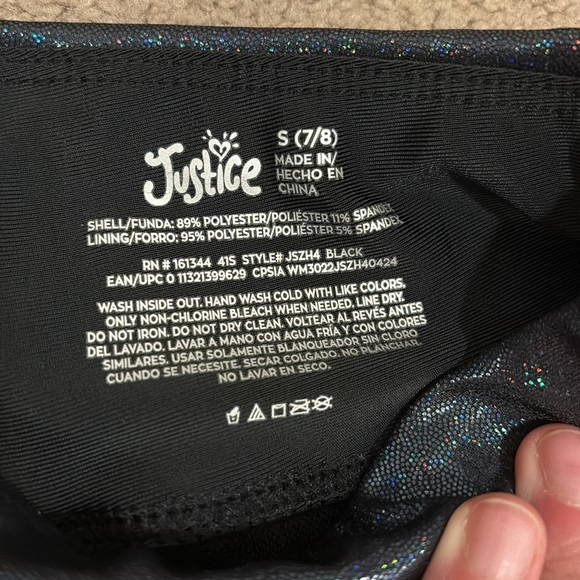 Justice
S (7/8)
MADE IN/
HECHO EN
CHINA
SHELL/FUNDA: 89% POLYESTER/POLIÉSTER 11% SPANDEX
LINING/FORRO: 95% POLYESTER/POLIÉSTER 5% SPANDEX
RN # 161344 41S STYLE# JSZH4 BLACK
EAN/UPC 0 11321399629 CPSIA WM3022JSZH40424
WASH INSIDE OUT. HAND WASH COLD WITH LIKE COLORS.
ONLY NON-CHLORINE BLEACH WHEN NEEDED. LINE DRY.
DO NOT IRON. DO NOT DRY CLEAN. VOLTEAR AL REVÉS ANTES
DEL LAVADO. LAVAR A MANO CON AGUA FRÍA Y CON COLORES
SIMILARES. USAR SOLAMENTE BLANQUEADOR SIN CLORO
CUANDO SE NECESITE. SECAR COLGADO. NO PLANCHAR.
NO LAVAR EN SECO.